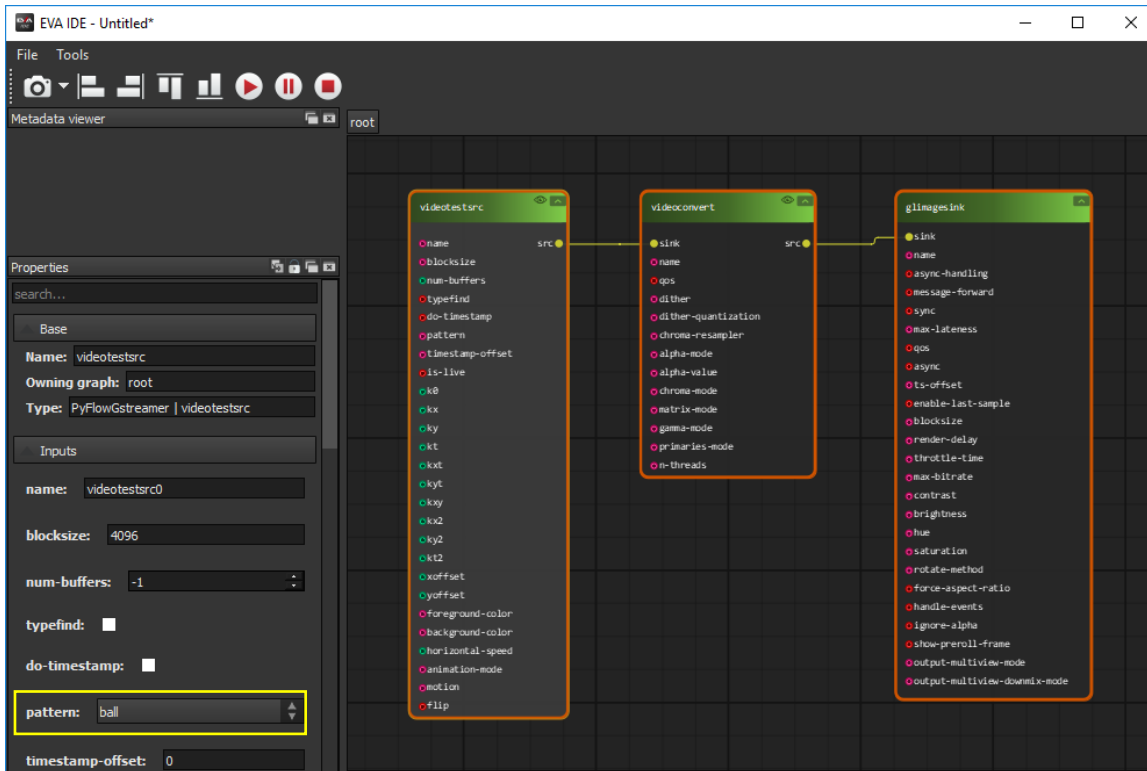 EVA IDE - Untitled*
File Tools
Metadata viewer
root
Properties
search...
Base
Name: videotestsrc
Owning graph: root
Type: PyFlowGstreamer | videotestsrc
Inputs
name: videotestsrc0
blocksize: 4096
num-buffers: -1
typefind:
do-timestamp:
pattern: ball
timestamp-offset: 0
videotestsrc
name src
blocksize
num-buffers
typefind
do-timestamp
pattern
timestamp-offset
is-live
k0
kx
ky
kt
kxt
kyt
kxy
kx2
ky2
kt2
xoffset
yoffset
foreground-color
background-color
horizontal-speed
animation-mode
motion
flip
videoconvert
sink src
name
qos
dither
dither-quantization
chroma-resampler
alpha-mode
alpha-value
chroma-mode
matrix-mode
gamma-mode
primaries-mode
n-threads
glimagesink
sink
name
async-handling
message-forward
sync
max-lateness
qos
async
ts-offset
enable-last-sample
blocksize
render-delay
throttle-time
max-bitrate
contrast
brightness
hue
saturation
rotate-method
force-aspect-ratio
handle-events
ignore-alpha
show-preroll-frame
output-multiview-mode
output-multiview-downmix-mode